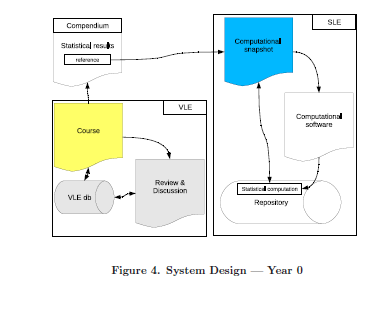 Compendium
Statistical results
reference
SLE
Computational
snapshot
VLE
Course
Computational
software
Review &
Discussion
VLE db
Statistical computation
Repository
Figure 4. System Design — Year 0